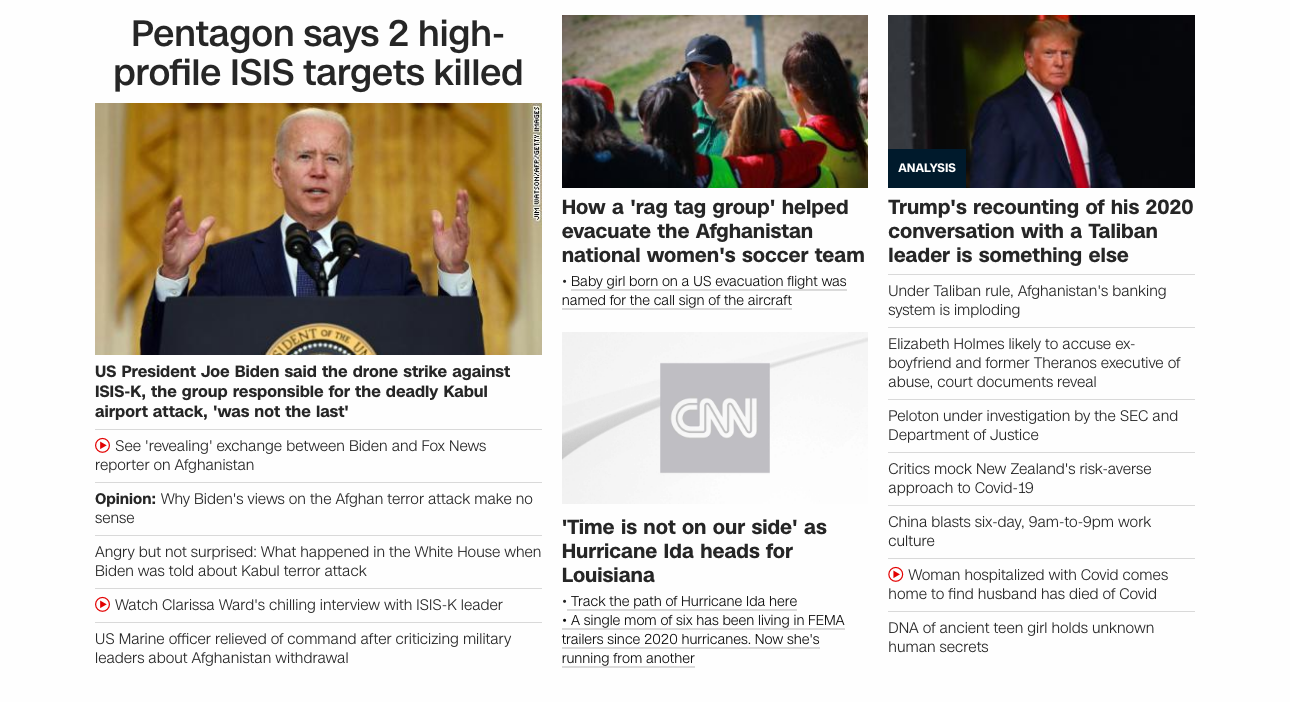 Pentagon says 2 high-
profile ISIS targets killed
JIM WATSON/AFP/GETTY IMAGES
SIDENT OF THE UN
US President Joe Biden said the drone strike against
ISIS-K, the group responsible for the deadly Kabul
airport attack, 'was not the last'
See 'revealing' exchange between Biden and Fox News
reporter on Afghanistan
Opinion: Why Biden's views on the Afghan terror attack make no
sense
Angry but not surprised: What happened in the White House when
Biden was told about Kabul terror attack
Watch Clarissa Ward's chilling interview with ISIS-K leader
US Marine officer relieved of command after criticizing military
leaders about Afghanistan withdrawal
How a 'rag tag group' helped
evacuate the Afghanistan
national women's soccer team
• Baby girl born on a US evacuation flight was
named for the call sign of the aircraft
CNN
'Time is not on our side' as
Hurricane Ida heads for
Louisiana
• Track the path of Hurricane Ida here
• A single mom of six has been living in FEMA
trailers since 2020 hurricanes. Now she's
running from another
ANALYSIS
Trump's recounting of his 2020
conversation with a Taliban
leader is something else
Under Taliban rule, Afghanistan's banking
system is imploding
Elizabeth Holmes likely to accuse ex-
boyfriend and former Theranos executive of
abuse, court documents reveal
Peloton under investigation by the SEC and
Department of Justice
Critics mock New Zealand's risk-averse
approach to Covid-19
China blasts six-day, 9am-to-9pm work
culture
Woman hospitalized with Covid comes
home to find husband has died of Covid
DNA of ancient teen girl holds unknown
human secrets